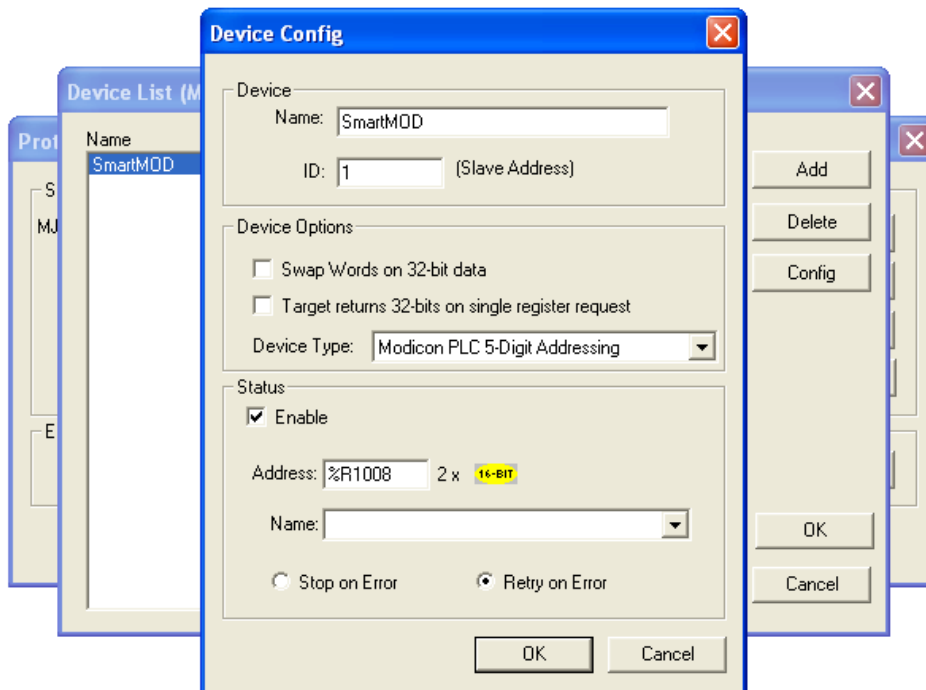 Device Config
Device List (M
Prot
Device
Name: SmartMOD
ID: 1 (Slave Address)
Device Options
Swap Words on 32-bit data
Target returns 32-bits on single register request
Device Type: Modicon PLC 5-Digit Addressing
Status
Enable
Address: %R1008 2 x 16-BIT
Name:
Stop on Error Retry on Error
OK Cancel
Name
SmartMOD
Add
Delete
Config
OK
Cancel
S
MJ
E